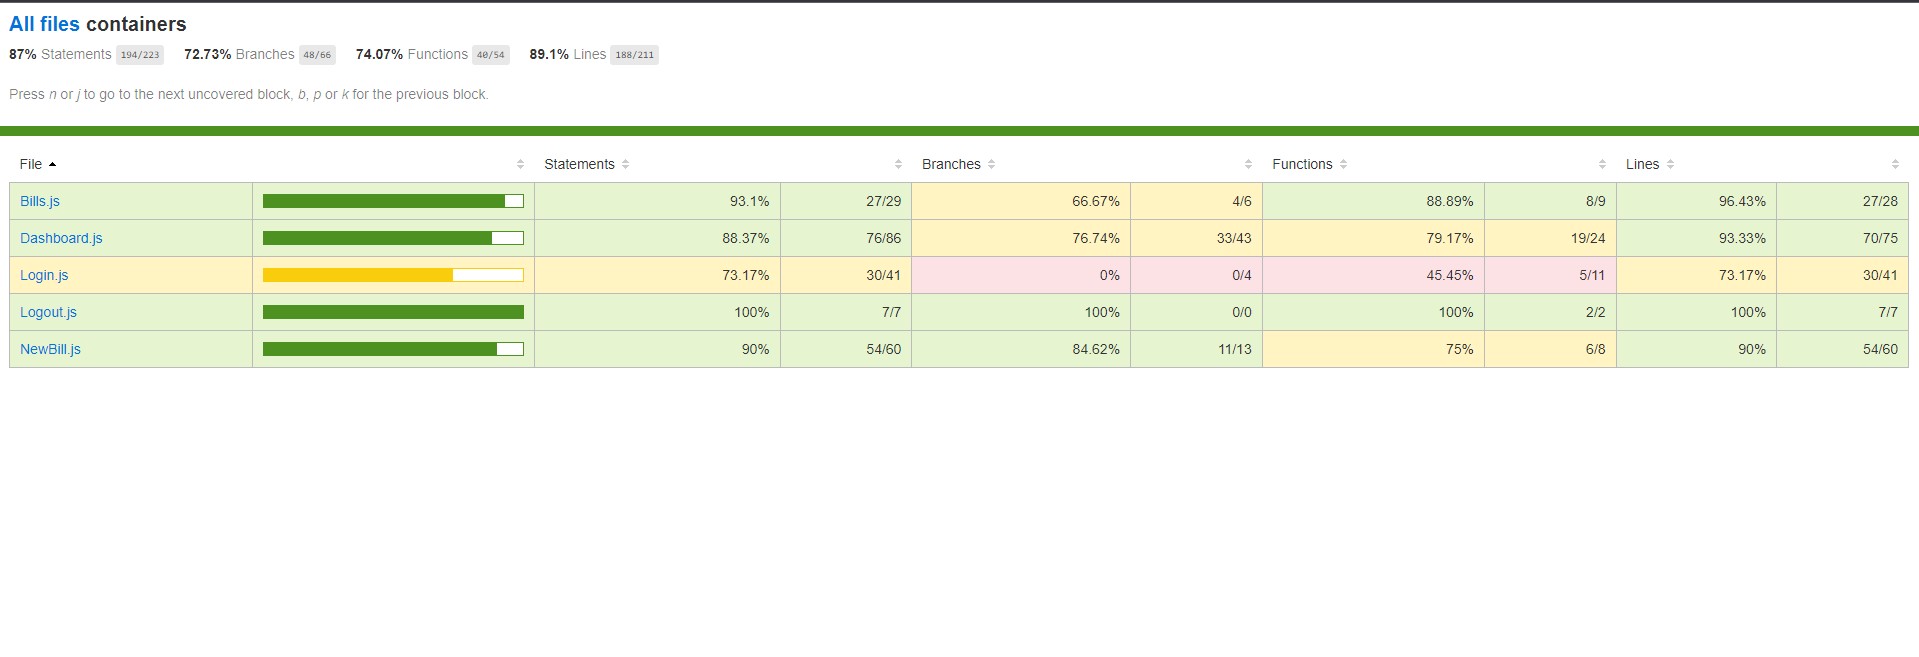 All files containers
87% Statements 194/223 72.73% Branches 48/66 74.07% Functions 40/54 89.1% Lines 188/211
Press n or j to go to the next uncovered block, b, p or k for the previous block.
File Statements Branches Functions Lines
Bills.js 93.1% 27/29 66.67% 4/6 88.89% 8/9 96.43% 27/28
Dashboard.js 88.37% 76/86 76.74% 33/43 79.17% 19/24 93.33% 70/75
Login.js 73.17% 30/41 0% 0/4 45.45% 5/11 73.17% 30/41
Logout.js 100% 7/7 100% 0/0 100% 2/2 100% 7/7
NewBill.js 90% 54/60 84.62% 11/13 75% 6/8 90% 54/60